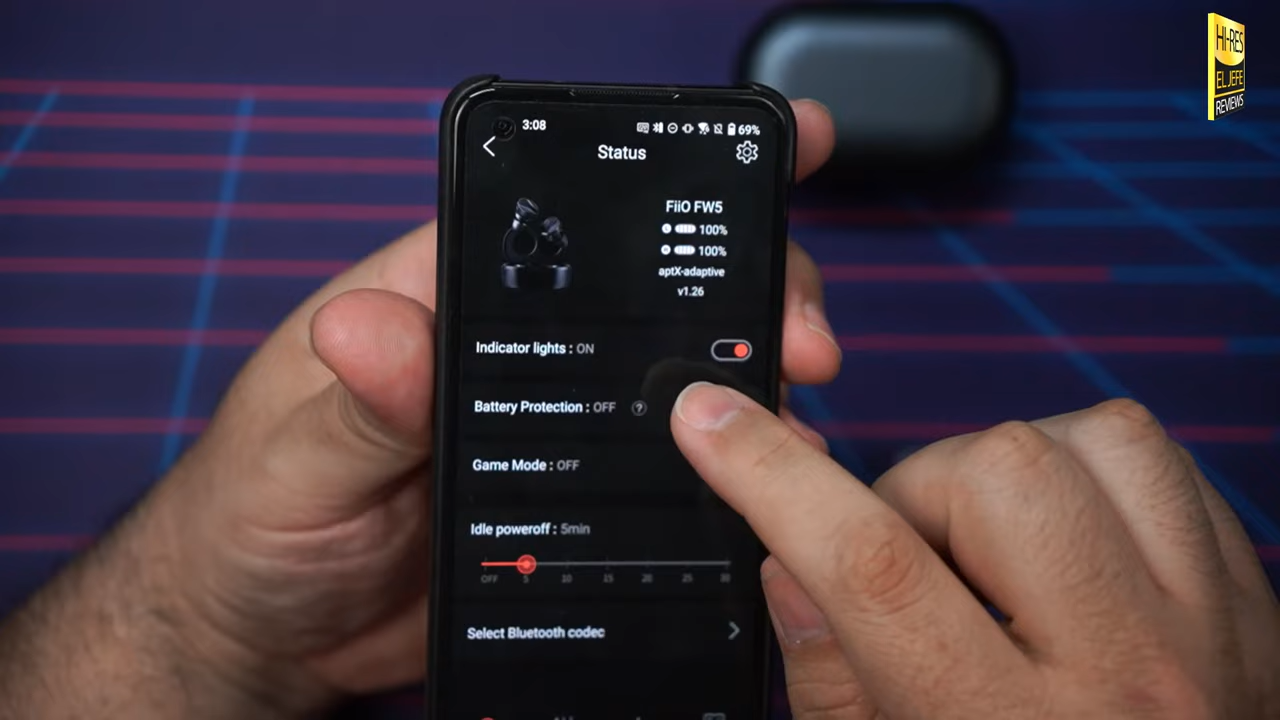 HI-RES
EL JEFE
REVIEWS
3:08
69%
Status
FiiO FW5
100%
100%
aptX-adaptive
v1.26
Indicator lights : ON
Battery Protection : OFF ?
Game Mode : OFF
Idle poweroff : 5min
OFF 5 10 15 20 25 30
Select Bluetooth codec